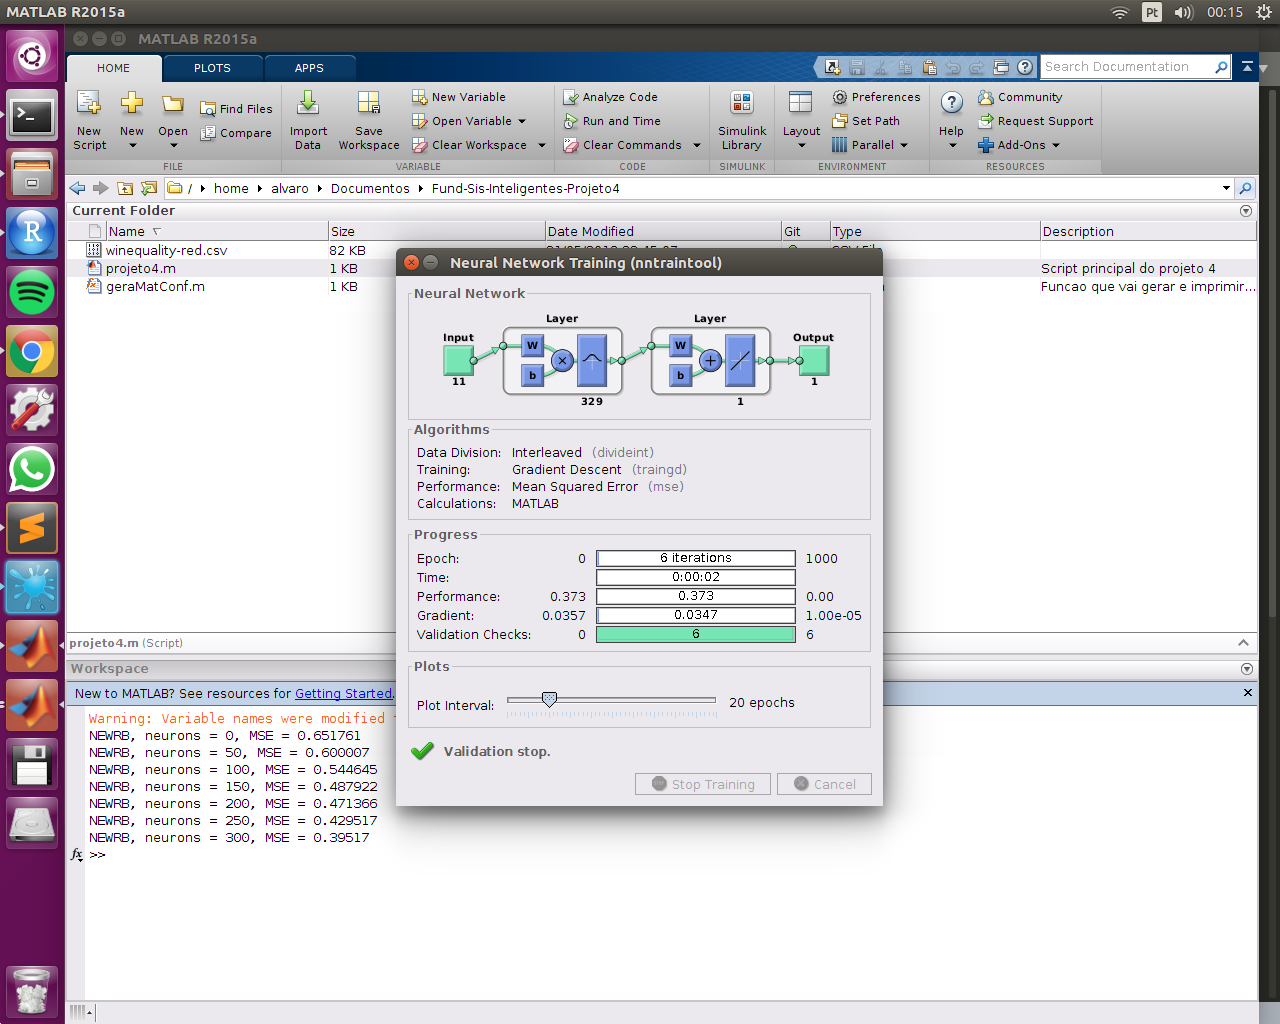 MATLAB R2015a
Pt
00:15
MATLAB R2015a
HOME
PLOTS
APPS
Search Documentation
New Script
New
Open
Find Files
Compare
FILE
Import Data
Save Workspace
New Variable
Open Variable
Clear Workspace
VARIABLE
Analyze Code
Run and Time
Clear Commands
CODE
Simulink Library
SIMULINK
Layout
Preferences
Set Path
Parallel
ENVIRONMENT
Help
Community
Request Support
Add-Ons
RESOURCES
/ home alvaro Documentos Fund-Sis-Inteligentes-Projeto4
Current Folder
Name Size Date Modified Git Type Description
winequality-red.csv 82 KB
projeto4.m 1 KB Script principal do projeto 4
geraMatConf.m 1 KB Funcao que vai gerar e imprimir...
Neural Network Training (nntraintool)
Neural Network
Layer Layer
Input Output
W W
b b
11 1
329 1
Algorithms
Data Division: Interleaved (divideint)
Training: Gradient Descent (traingd)
Performance: Mean Squared Error (mse)
Calculations: MATLAB
Progress
Epoch: 0 6 iterations 1000
Time: 0:00:02
Performance: 0.373 0.373 0.00
Gradient: 0.0357 0.0347 1.00e-05
Validation Checks: 0 6 6
Plots
Plot Interval: 20 epochs
Validation stop.
Stop Training Cancel
projeto4.m (Script)
Workspace
New to MATLAB? See resources for Getting Started.
Warning: Variable names were modified
NEWRB, neurons = 0, MSE = 0.651761
NEWRB, neurons = 50, MSE = 0.600007
NEWRB, neurons = 100, MSE = 0.544645
NEWRB, neurons = 150, MSE = 0.487922
NEWRB, neurons = 200, MSE = 0.471366
NEWRB, neurons = 250, MSE = 0.429517
NEWRB, neurons = 300, MSE = 0.39517
fx >>